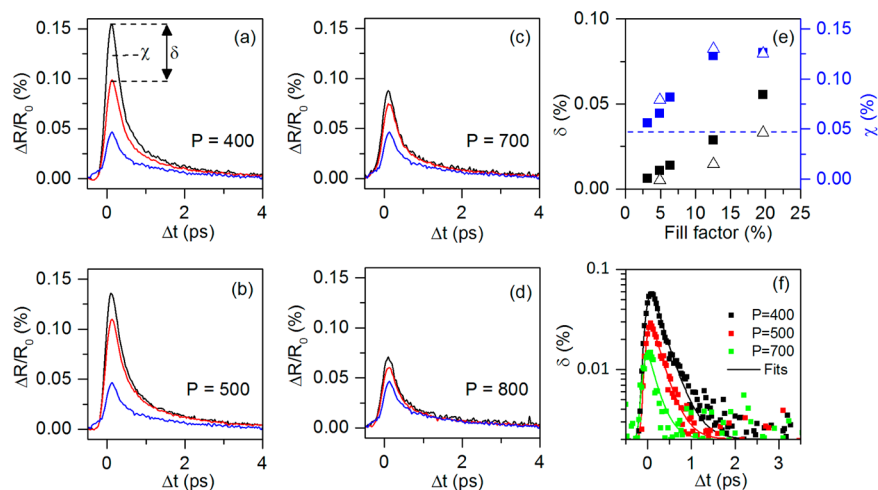 (a)
χ
δ
P = 400
ΔR/R0 (%)
0.15
0.10
0.05
0.00
0 2 4
Δt (ps)
(c)
P = 700
ΔR/R0 (%)
0.15
0.10
0.05
0.00
0 2 4
Δt (ps)
(e)
δ (%)
0.10
0.05
0.00
χ (%)
0.15
0.10
0.05
0.00
0 5 10 15 20 25
Fill factor (%)
(b)
P = 500
ΔR/R0 (%)
0.15
0.10
0.05
0.00
0 2 4
Δt (ps)
(d)
P = 800
ΔR/R0 (%)
0.15
0.10
0.05
0.00
0 2 4
Δt (ps)
(f)
P=400
P=500
P=700
Fits
δ (%)
0.1
0.01
0 1 2 3
Δt (ps)